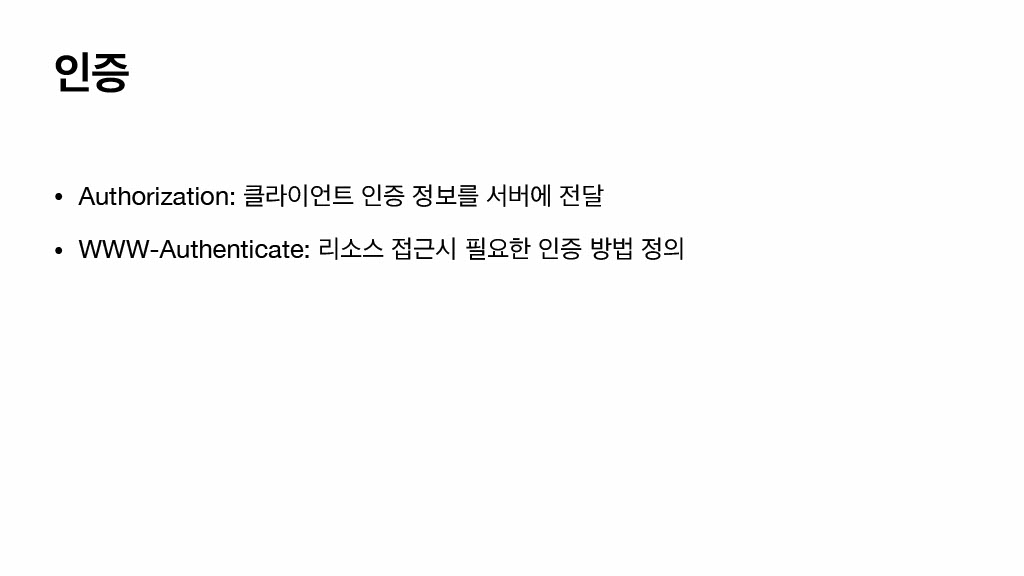 인증
• Authorization: 클라이언트 인증 정보를 서버에 전달
• WWW-Authenticate: 리소스 접근시 필요한 인증 방법 정의